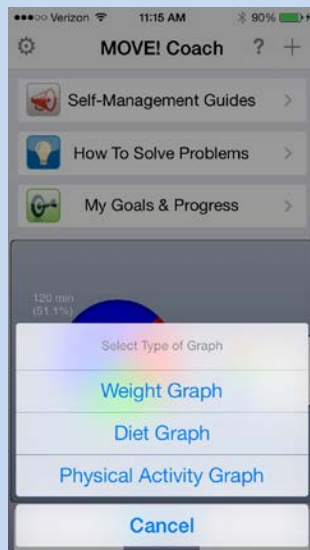 Verizon 11:15 AM 90%
MOVE! Coach ? +
Self-Management Guides
How To Solve Problems
My Goals & Progress
120 min
(51.1%)
Select Type of Graph
Weight Graph
Diet Graph
Physical Activity Graph
Cancel